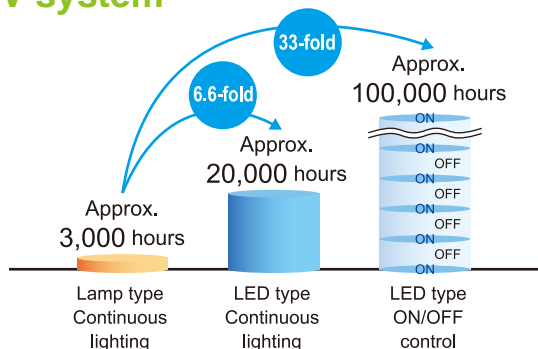 V system
33-fold
6.6-fold
Approx.
100,000 hours
Approx.
20,000 hours
Approx.
3,000 hours
ON
ON
OFF
ON
OFF
ON
OFF
ON
OFF
ON
Lamp type
Continuous
lighting
LED type
Continuous
lighting
LED type
ON/OFF
control